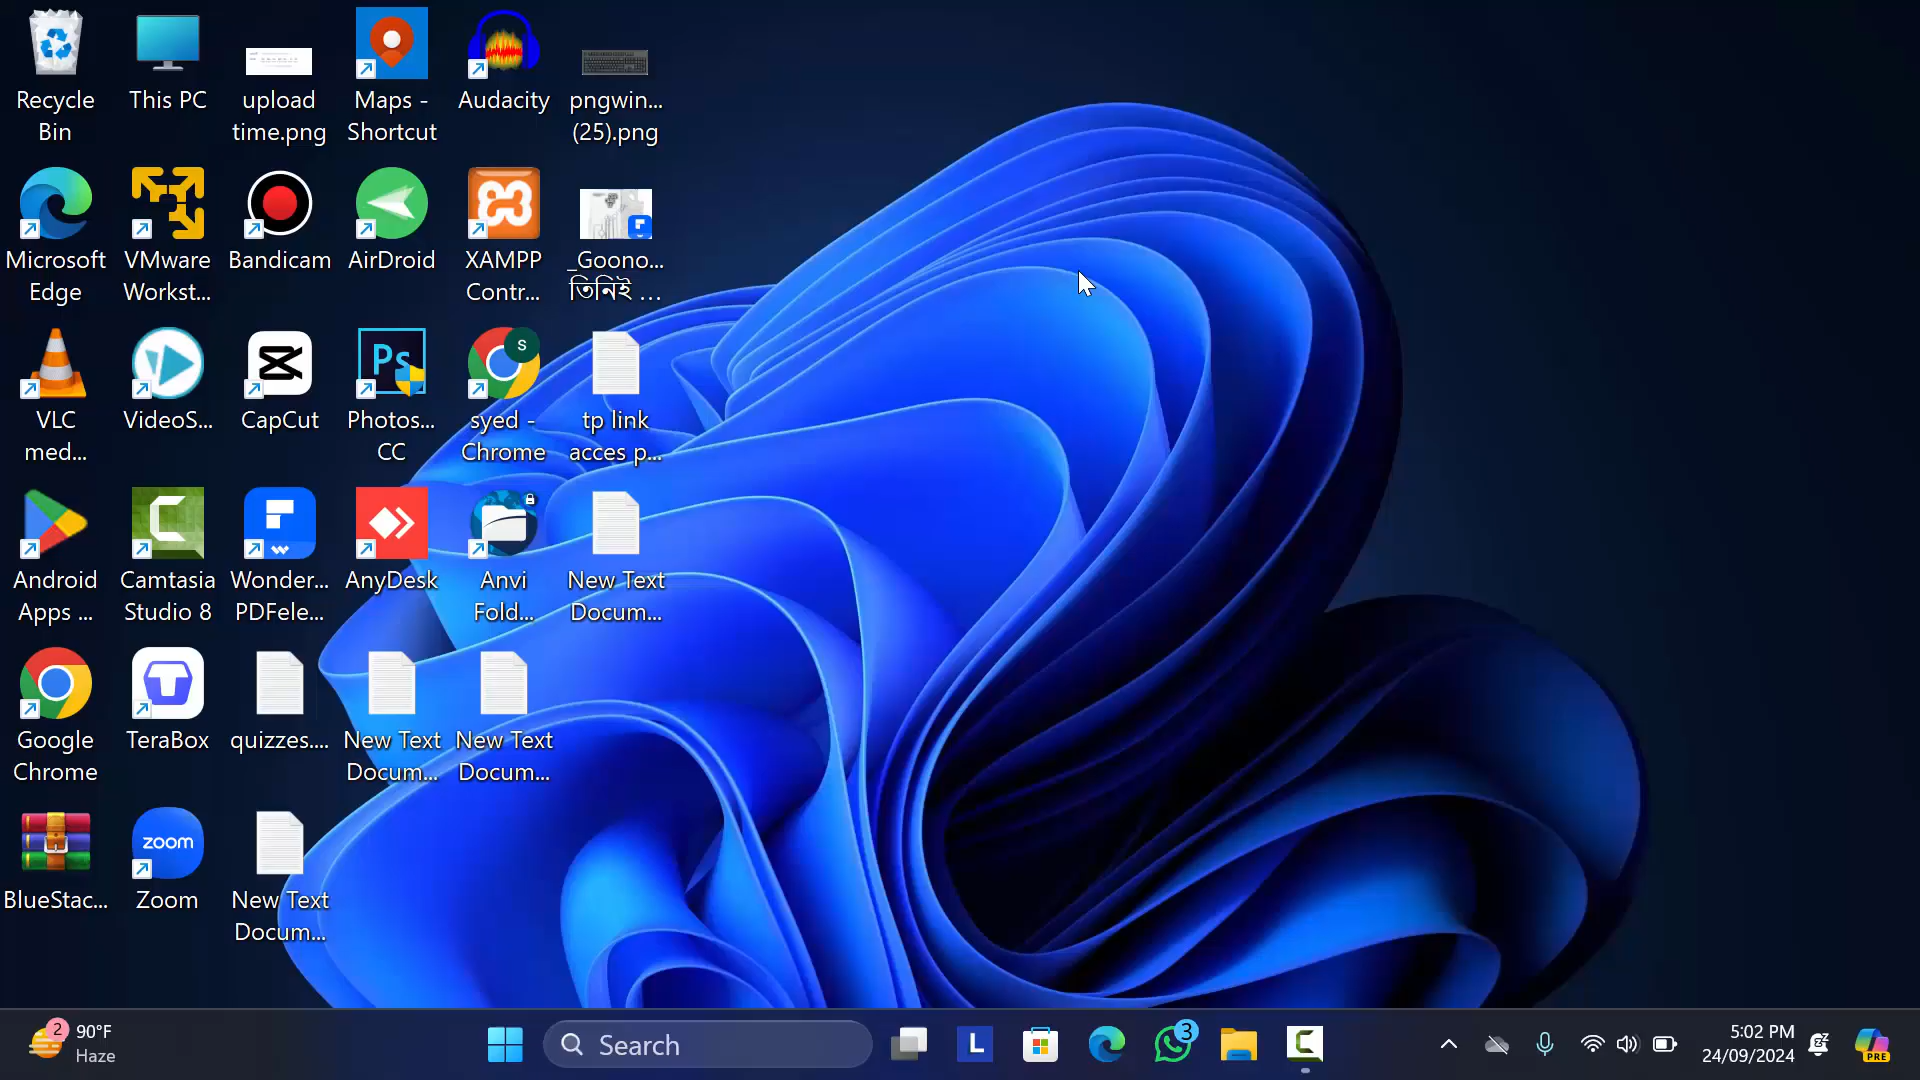 Recycle
Bin
This PC
upload
time.png
Maps -
Shortcut
Audacity
pngwin...
(25).png
Microsoft
Edge
VMware
Workst...
Bandicam
AirDroid
XAMPP
Contr...
_Goono...
তিনিই ...
VLC
med...
VideoS...
CapCut
Ps
Photos...
CC
S
syed -
Chrome
tp link
acces p...
Android
Apps ...
Camtasia
Studio 8
Wonder...
PDFele...
AnyDesk
Anvi
Fold...
New Text
Docum...
Google
Chrome
TeraBox
quizzes....
New Text
Docum...
New Text
Docum...
BlueStac...
zoom
Zoom
New Text
Docum...
2
90°F
Haze
Search
L
3
5:02 PM
24/09/2024
PRE